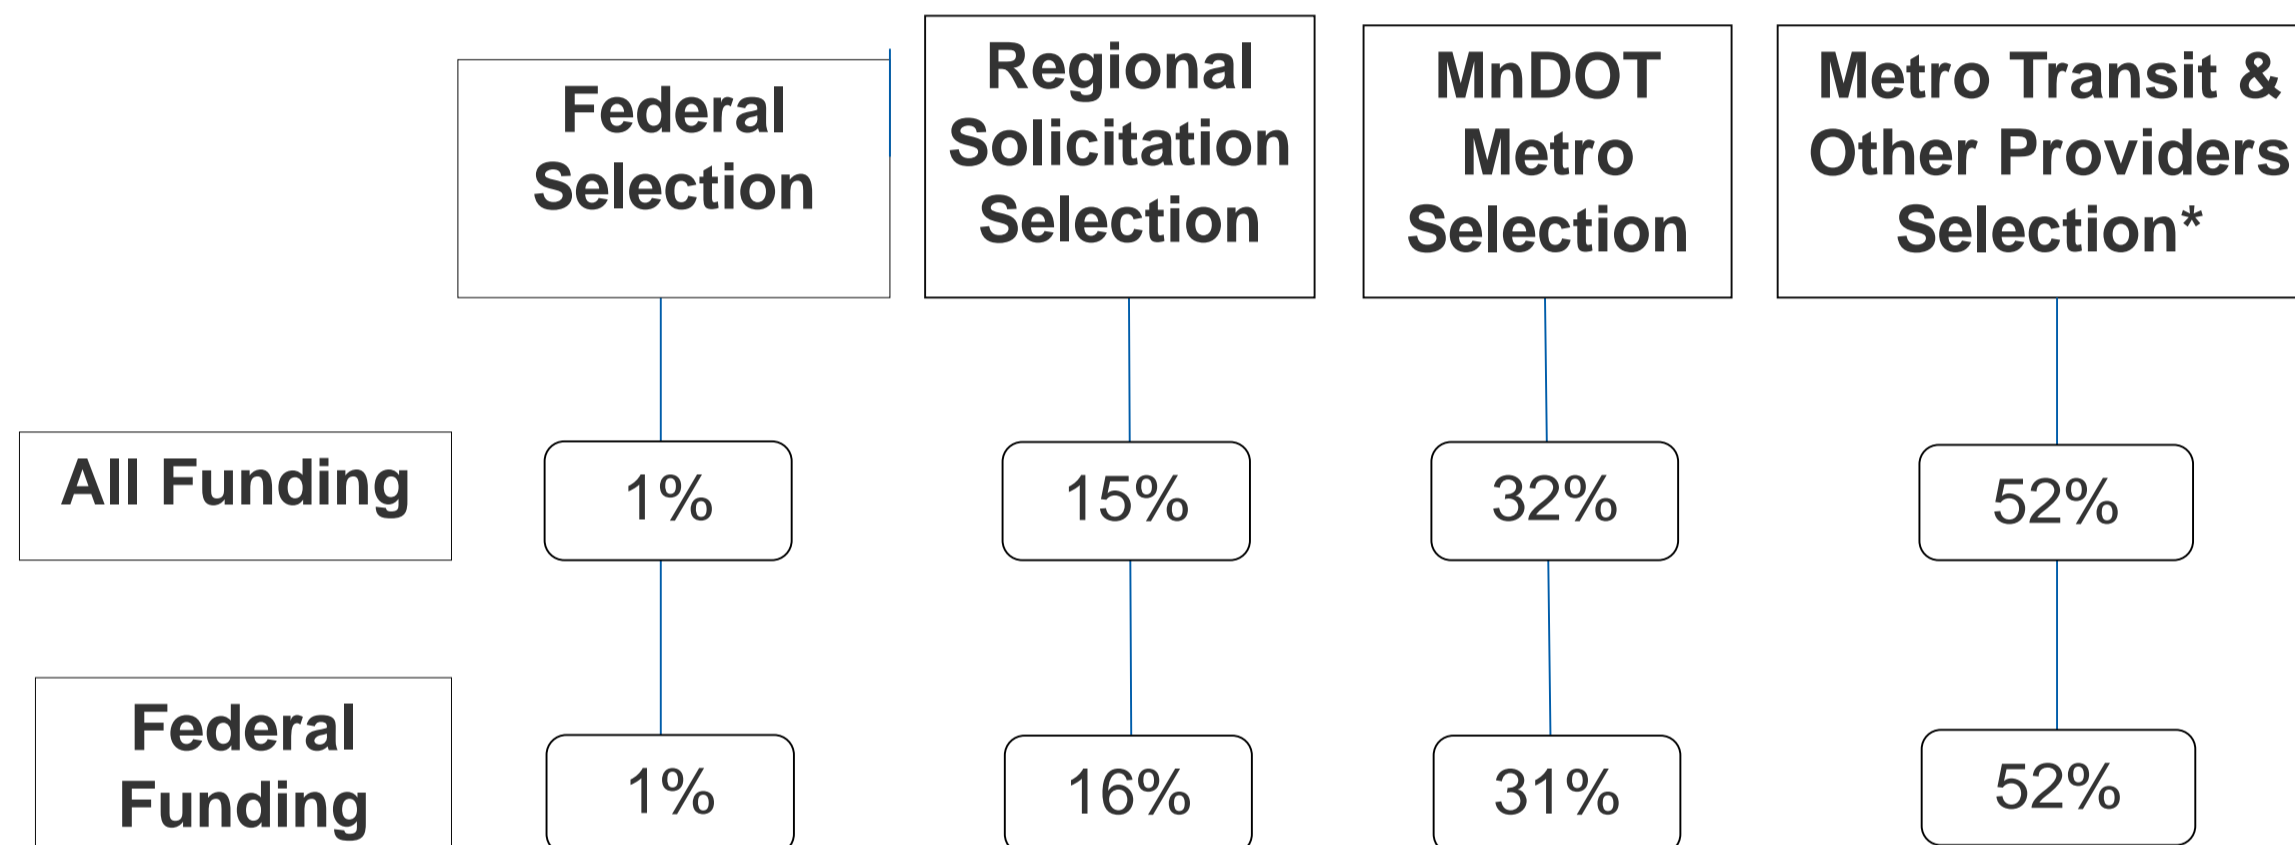 Federal
Selection
Regional
Solicitation
Selection
MnDOT
Metro
Selection
Metro Transit &
Other Providers
Selection*
All Funding
1%
15%
32%
52%
Federal
Funding
1%
16%
31%
52%